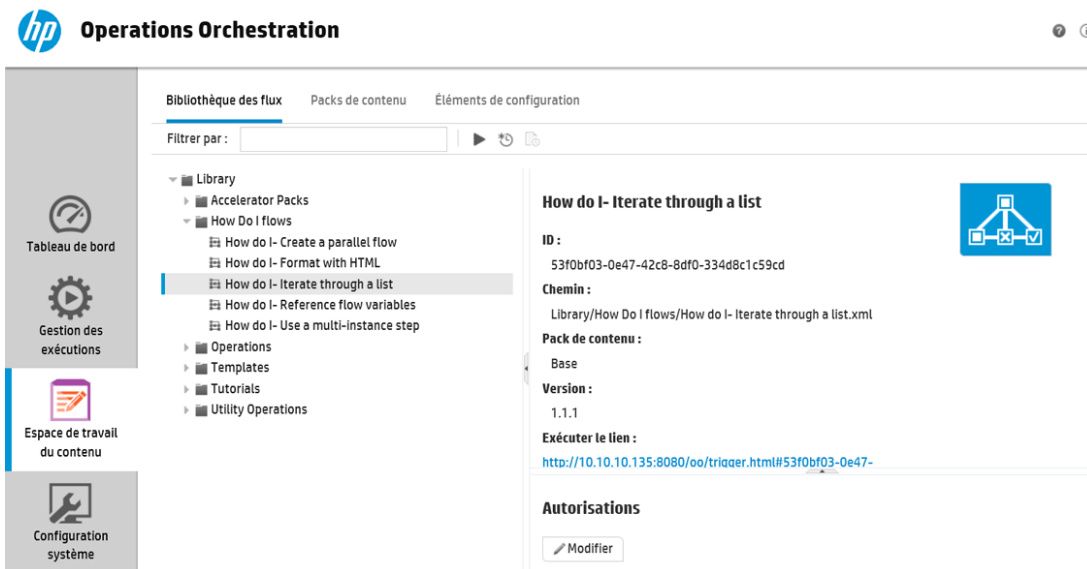 hp
Operations Orchestration
Bibliothèque des flux
Packs de contenu
Éléments de configuration
Filtrer par :
Tableau de bord
Gestion des
exécutions
Espace de travail
du contenu
Configuration
système
Library
Accelerator Packs
How Do I flows
How do I- Create a parallel flow
How do I- Format with HTML
How do I- Iterate through a list
How do I- Reference flow variables
How do I- Use a multi-instance step
Operations
Templates
Tutorials
Utility Operations
How do I- Iterate through a list
ID :
53f0bf03-0e47-42c8-8df0-334d8c1c59cd
Chemin :
Library/How Do I flows/How do I- Iterate through a list.xml
Pack de contenu :
Base
Version :
1.1.1
Exécuter le lien :
http://10.10.10.135:8080/oo/trigger.html#53f0bf03-0e47-
Autorisations
Modifier